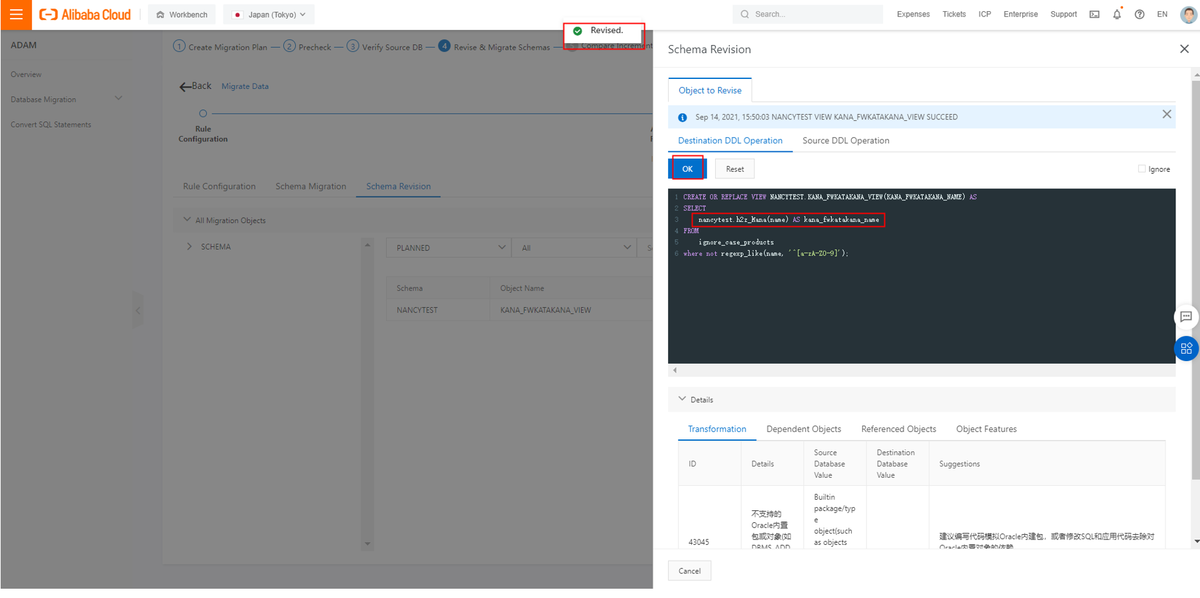 Alibaba Cloud
Workbench
Japan (Tokyo)
Search...
Expenses
Tickets
ICP
Enterprise
Support
EN
Revised.
ADAM
Overview
Database Migration
Convert SQL Statements
1 Create Migration Plan
2 Precheck
3 Verify Source DB
4 Revise & Migrate Schemas
Compare Increment
Back
Migrate Data
Rule
Configuration
Rule Configuration
Schema Migration
Schema Revision
All Migration Objects
SCHEMA
PLANNED
All
Schema
Object Name
NANCYTEST
KANA_FWKATAKANA_VIEW
Schema Revision
Object to Revise
Sep 14, 2021, 15:50:03 NANCYTEST VIEW KANA_FWKATAKANA_VIEW SUCCEED
Destination DDL Operation
Source DDL Operation
OK
Reset
Ignore
1 CREATE OR REPLACE VIEW NANCYTEST.KANA_FWKATAKANA_VIEW(KANA_FWKATAKANA_NAME) AS
2 SELECT
3 nancytest.h2z_Kana(name) AS kana_fwkatakana_name
4 FROM
5 ignore_case_products
6 where not regexp_like(name, '^[a-zA-Z0-9]');
Details
Transformation
Dependent Objects
Referenced Objects
Object Features
ID
Details
Source
Database
Value
Destination
Database
Value
Suggestions
43045
不支持的
Oracle内置
包或对象(如
DBMS_ADD
Builtin
package/typ
e
object(such
as objects
建议编写代码模拟Oracle内建包，或者修改SQL和应用代码去除对
Oracle内置对象的依赖
Cancel